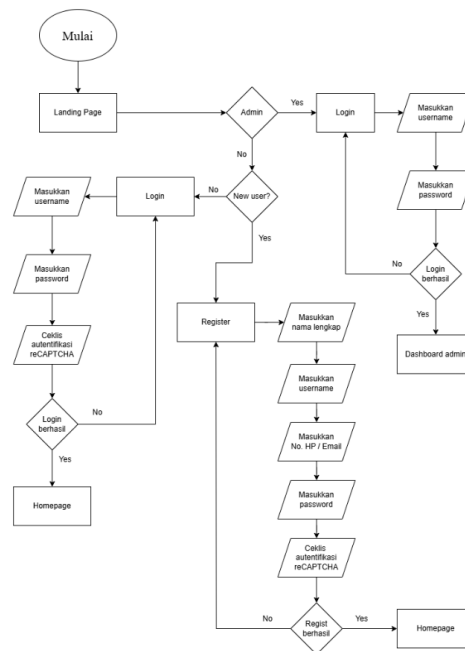 Mulai
Landing Page
Admin
Yes
Login
Masukkan
username
No
Masukkan
password
New user?
No
Login
Masukkan
username
Yes
No
Login
berhasil
Yes
Masukkan
password
Register
Masukkan
nama lengkap
Dashboard admin
Ceklis
autentifikasi
reCAPTCHA
Masukkan
username
Login
berhasil
No
Yes
Masukkan
No. HP / Email
Homepage
Masukkan
password
Ceklis
autentifikasi
reCAPTCHA
No
Regist
berhasil
Yes
Homepage